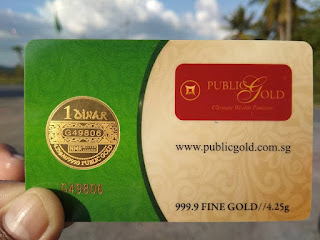 1 DINAR
G49806
PUBLIC GOLD
Ultimate Wealth Protector
www.publicgold.com.sg
G49806
999.9 FINE GOLD//4.25g